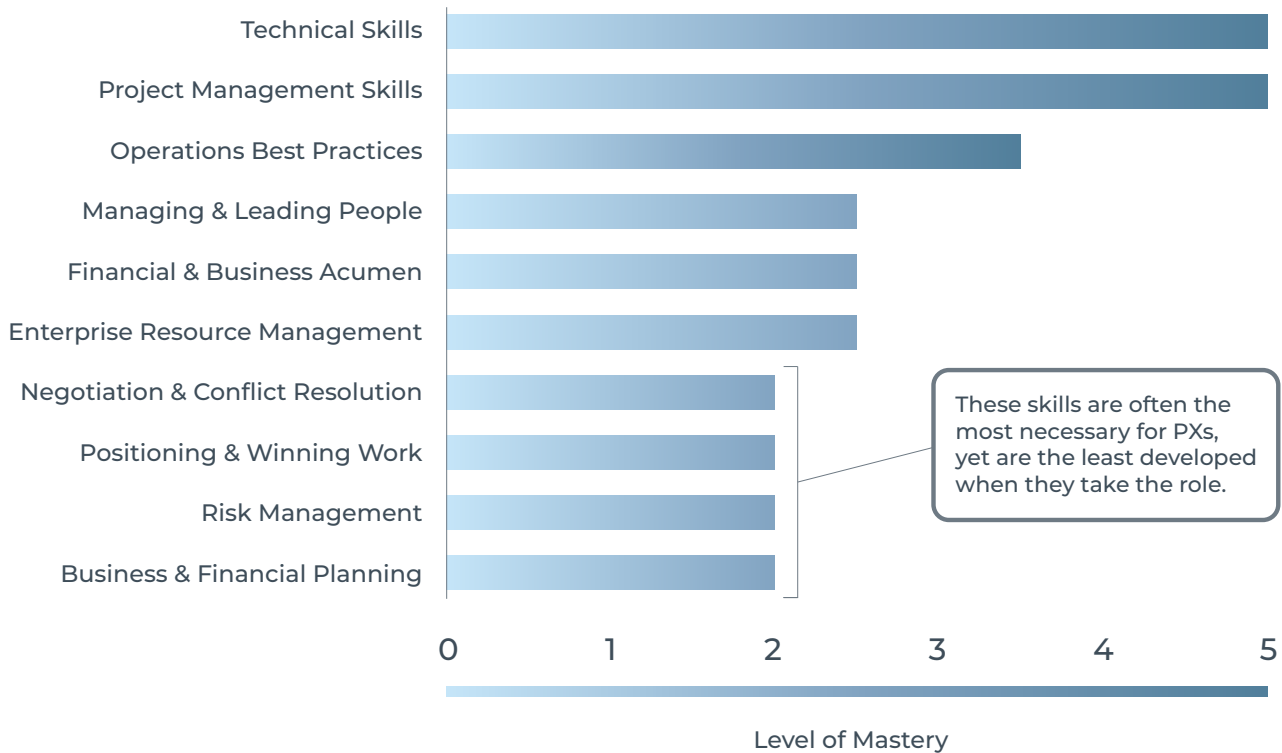 Technical Skills
Project Management Skills
Operations Best Practices
Managing & Leading People
Financial & Business Acumen
Enterprise Resource Management
Negotiation & Conflict Resolution
Positioning & Winning Work
Risk Management
Business & Financial Planning
These skills are often the
most necessary for PXs,
yet are the least developed
when they take the role.
0 1 2 3 4 5
Level of Mastery